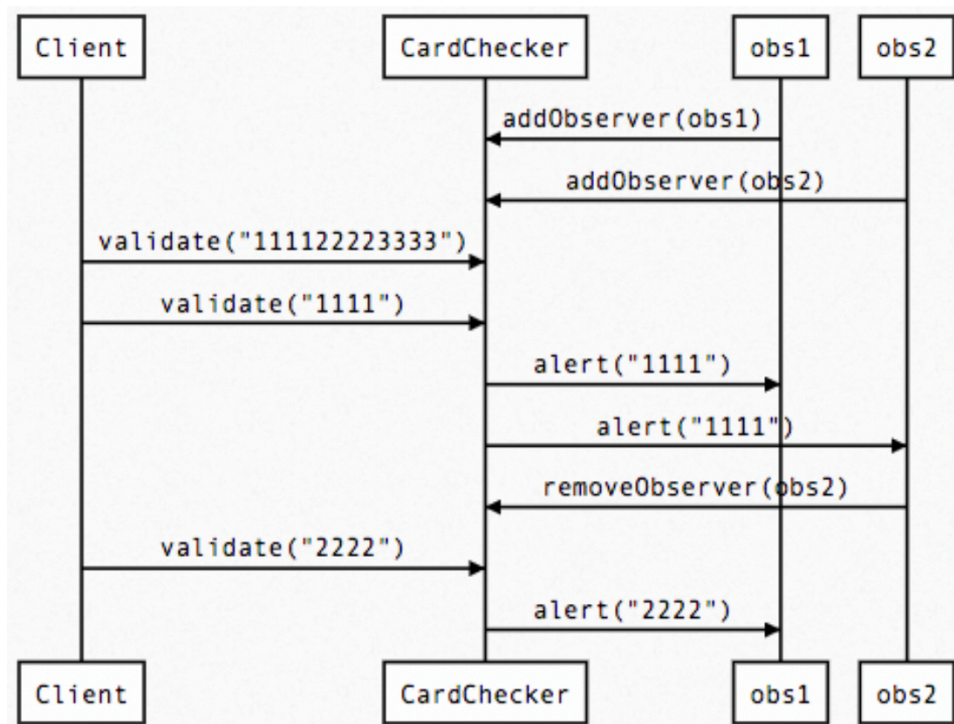 Client CardChecker obs1 obs2
addObserver(obs1)
addObserver(obs2)
validate("111122223333")
validate("1111")
alert("1111")
alert("1111")
removeObserver(obs2)
validate("2222")
alert("2222")
Client CardChecker obs1 obs2